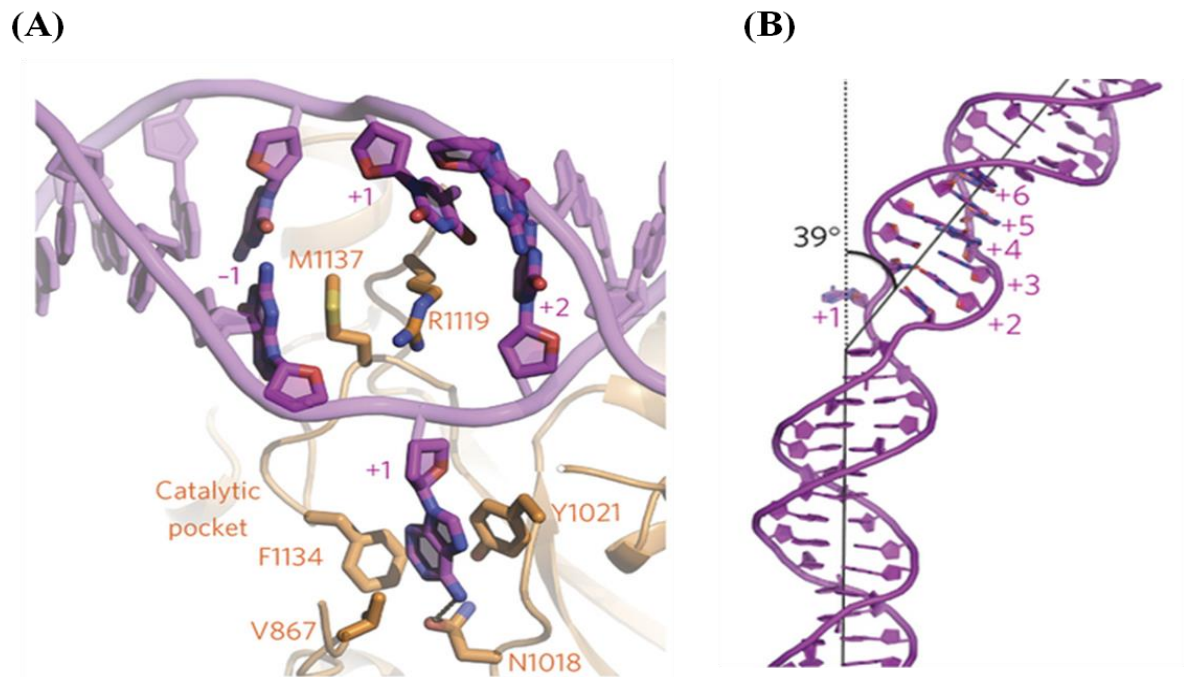 (A)
(B)
+1
−1
M1137
R1119
+2
+1
Catalytic
pocket
F1134
Y1021
V867
N1018
39°
+6
+5
+4
+3
+2
+1